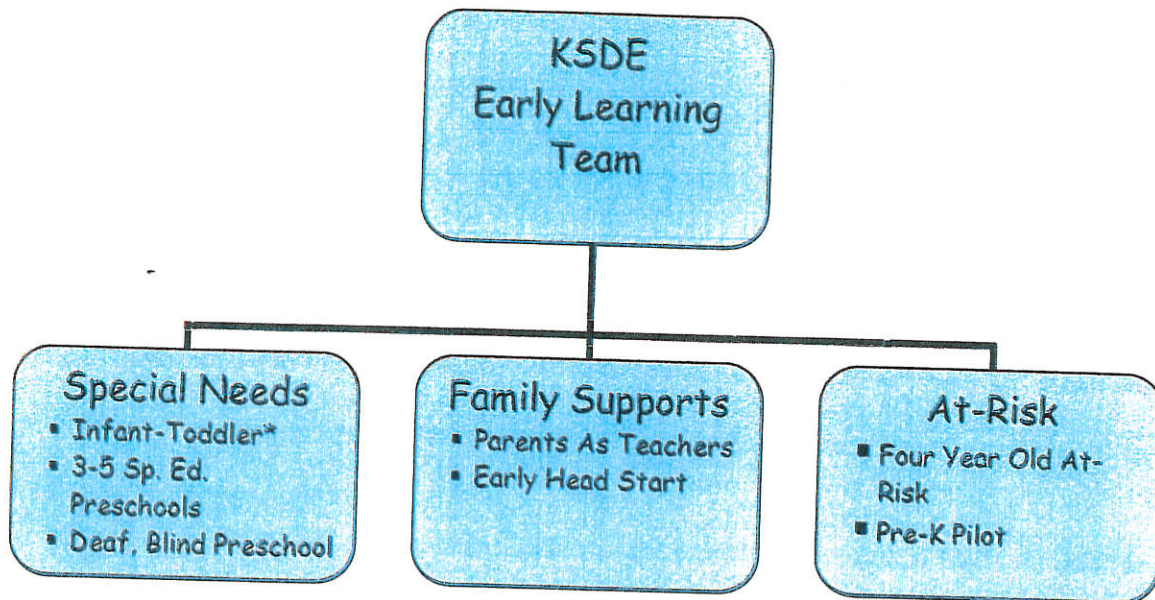 KSDE
Early Learning
Team
Special Needs
▪ Infant-Toddler*
▪ 3-5 Sp. Ed.
Preschools
▪ Deaf, Blind Preschool
Family Supports
▪ Parents As Teachers
▪ Early Head Start
At-Risk
▪ Four Year Old At-
Risk
▪ Pre-K Pilot